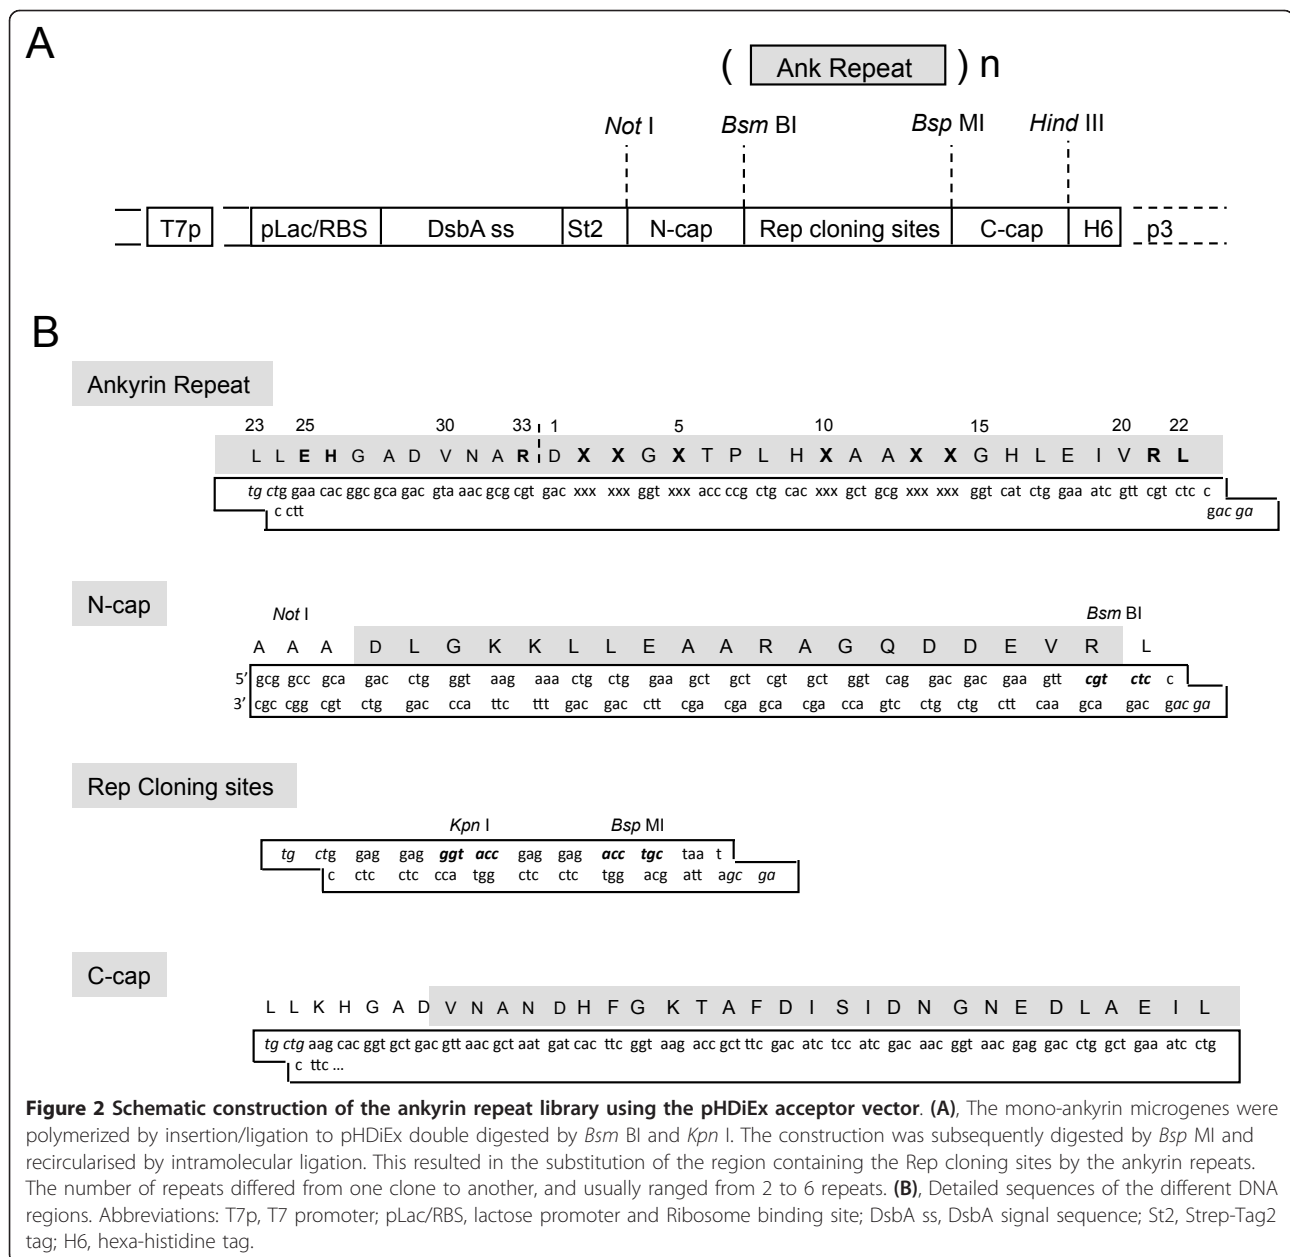 A
( Ank Repeat ) n
Not I Bsm BI Bsp MI Hind III
T7p pLac/RBS DsbA ss St2 N-cap Rep cloning sites C-cap H6 p3
B
Ankyrin Repeat
23 25 30 33 1 5 10 15 20 22
L L E H G A D V N A R D X X G X T P L H X A A X X G H L E I V R L
tg ctg gaa cac ggc gca gac gta aac gcg cgt gac xxx xxx ggt xxx acc ccg ctg cac xxx gct gcg xxx xxx ggt cat ctg gaa atc gtt cgt ctc c
c ctt gac ga
N-cap
Not I Bsm BI
A A A D L G K K L L E A A R A G Q D D E V R L
5’ gcg gcc gca gac ctg ggt aag aaa ctg ctg gaa gct gct cgt gct ggt cag gac gac gaa gtt cgt ctc c
3’ cgc cgg cgt ctg gac cca ttc ttt gac gac ctt cga cga gca cga cca gtc ctg ctg ctt caa gca gac gac ga
Rep Cloning sites
Kpn I Bsp MI
tg ctg gag gag ggt acc gag gag acc tgc taa t
c ctc ctc cca tgg ctc ctc tgg acg att agc ga
C-cap
L L K H G A D V N A N D H F G K T A F D I S I D N G N E D L A E I L
tg ctg aag cac ggt gct gac gtt aac gct aat gat cac ttc ggt aag acc gct ttc gac atc tcc atc gac aac ggt aac gag gac ctg gct gaa atc ctg
c ttc ...
Figure 2 Schematic construction of the ankyrin repeat library using the pHDiEx acceptor vector. (A), The mono-ankyrin microgenes were
polymerized by insertion/ligation to pHDiEx double digested by Bsm BI and Kpn I. The construction was subsequently digested by Bsp MI and
recircularised by intramolecular ligation. This resulted in the substitution of the region containing the Rep cloning sites by the ankyrin repeats.
The number of repeats differed from one clone to another, and usually ranged from 2 to 6 repeats. (B), Detailed sequences of the different DNA
regions. Abbreviations: T7p, T7 promoter; pLac/RBS, lactose promoter and Ribosome binding site; DsbA ss, DsbA signal sequence; St2, Strep-Tag2
tag; H6, hexa-histidine tag.